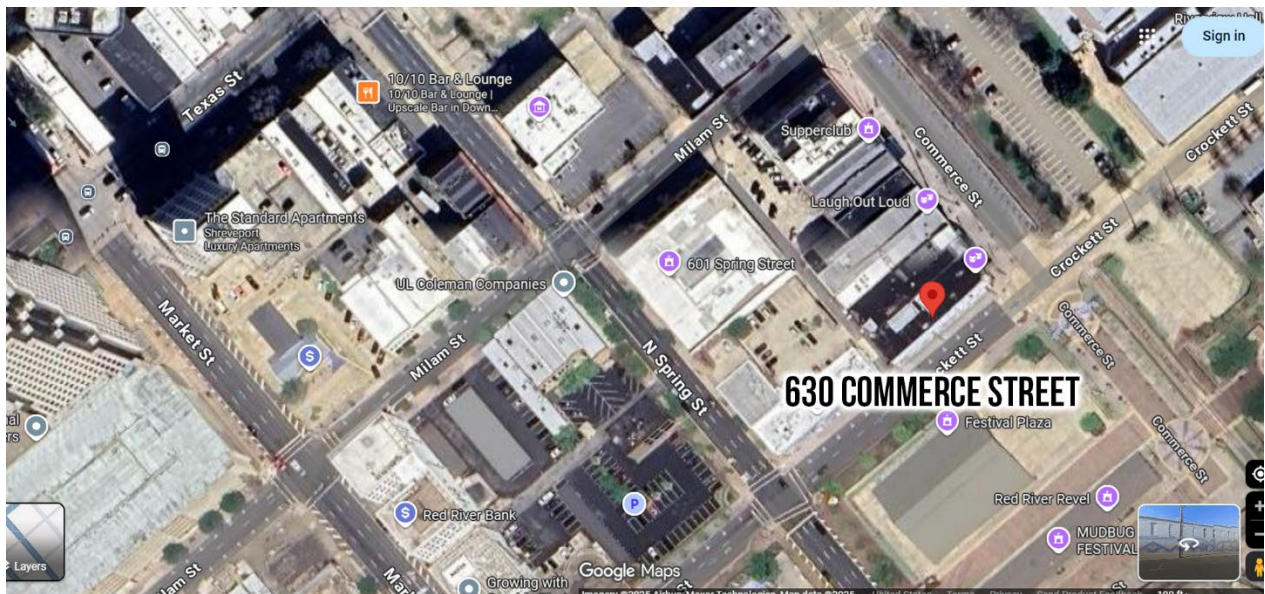 Sign in
Texas St
10/10 Bar & Lounge
10/10 Bar & Lounge |
Upscale Bar in Down...
Milam St
Supperclub
Commerce St
Crockett St
Laugh Out Loud
The Standard Apartments
Shreveport
Luxury Apartments
601 Spring Street
Crockett St
UL Coleman Companies
Market St
Milam St
N Spring St
ckett St
Commerce St
630 COMMERCE STREET
Festival Plaza
Commerce St
Red River Revel
Red River Bank
P
MUDBUG
FESTIVAL
Layers
Google Maps
Growing with